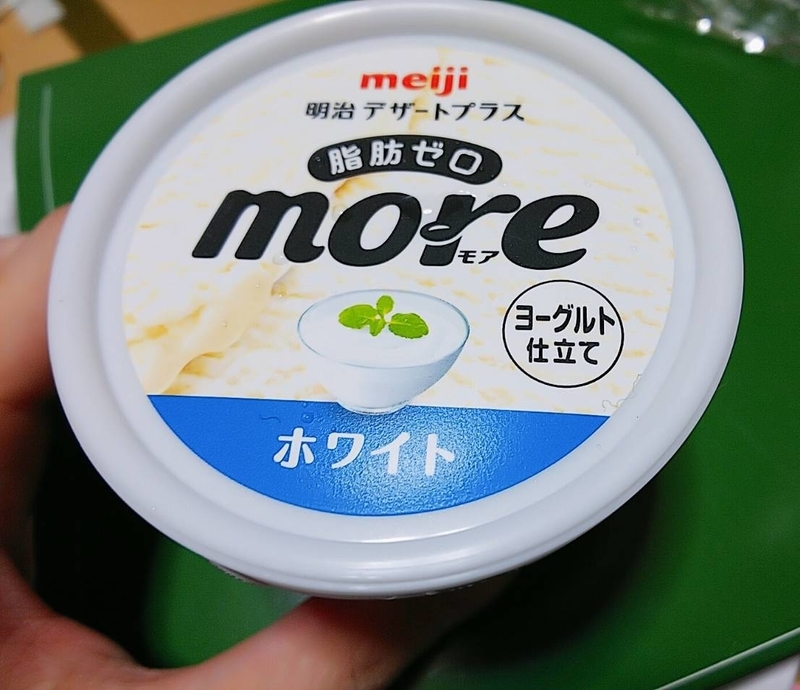 meiji
明治 デザートプラス
脂肪ゼロ
more
モア
ヨーグルト
仕立て
ホワイト